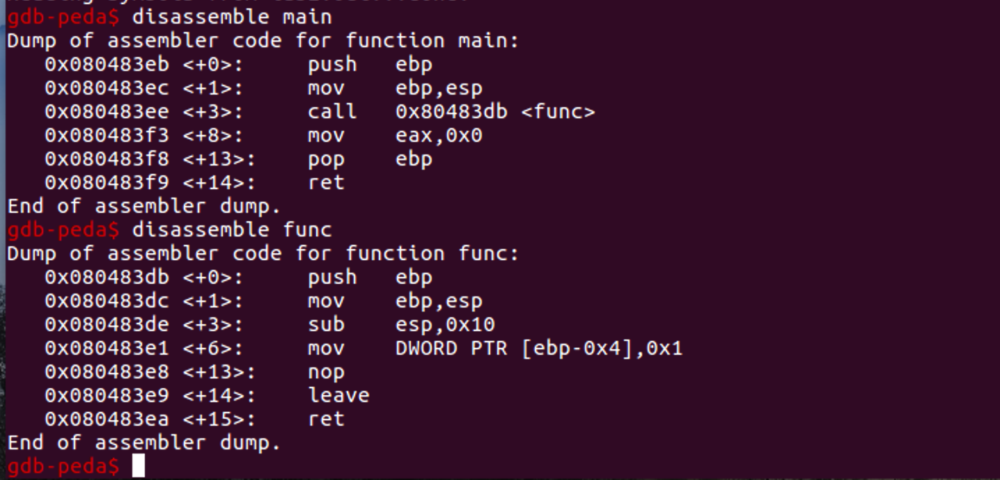 gdb-peda$ disassemble main
Dump of assembler code for function main:
   0x080483eb <+0>:     push   ebp
   0x080483ec <+1>:     mov    ebp,esp
   0x080483ee <+3>:     call   0x80483db <func>
   0x080483f3 <+8>:     mov    eax,0x0
   0x080483f8 <+13>:    pop    ebp
   0x080483f9 <+14>:    ret
End of assembler dump.
gdb-peda$ disassemble func
Dump of assembler code for function func:
   0x080483db <+0>:     push   ebp
   0x080483dc <+1>:     mov    ebp,esp
   0x080483de <+3>:     sub    esp,0x10
   0x080483e1 <+6>:     mov    DWORD PTR [ebp-0x4],0x1
   0x080483e8 <+13>:    nop
   0x080483e9 <+14>:    leave
   0x080483ea <+15>:    ret
End of assembler dump.
gdb-peda$